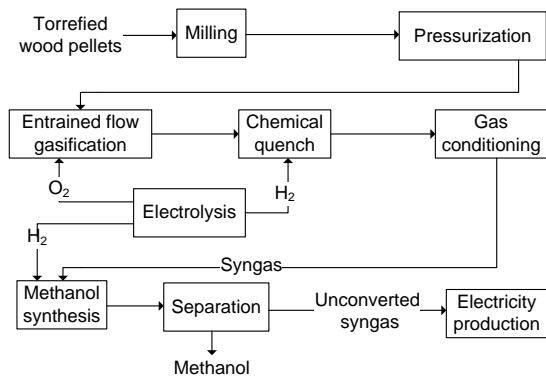 Torrefied
wood pellets
Milling
Pressurization
Entrained flow
gasification
Chemical
quench
Gas
conditioning
O₂
Electrolysis
H₂
H₂
Syngas
Methanol
synthesis
Separation
Unconverted
syngas
Electricity
production
Methanol